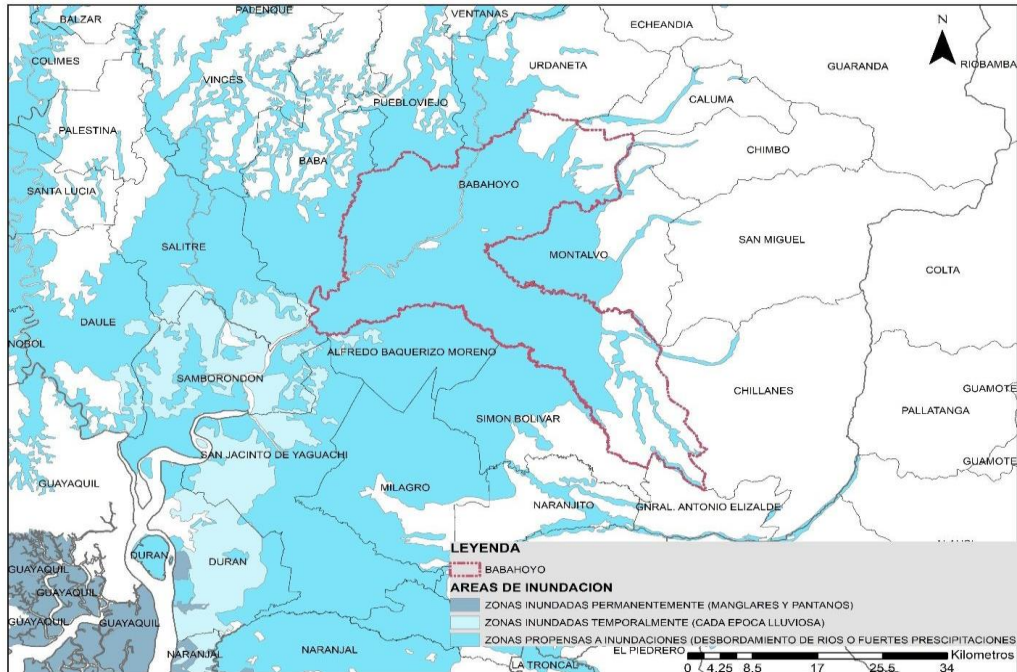 PALENQUE
VENTANAS
BALZAR
ECHEANDIA
N
COLIMES
URDANETA
GUARANDA
RIOBAMBA
VINCES
PUEBLOVIEJO
CALUMA
PALESTINA
CHIMBO
BABA
SANTA LUCIA
BABAHOYO
SALITRE
MONTALVO
SAN MIGUEL
COLTA
DAULE
NOBOL
ALFREDO BAQUERIZO MORENO
SAMBORONDON
CHILLANES
GUAMOTE
PALLATANGA
SIMON BOLIVAR
SAN JACINTO DE YAGUACHI
GUAMOTE
GUAYAQUIL
MILAGRO
NARANJITO
GNRAL. ANTONIO ELIZALDE
DURAN
DURAN
GUAYAQUIL
GUAYAQUIL
GUAYAQUIL
GUAYAQUIL
NARANJAL
NARANJAL
LEYENDA
BABAHOYO
AREAS DE INUNDACION
ZONAS INUNDADAS PERMANENTEMENTE (MANGLARES Y PANTANOS)
ZONAS INUNDADAS TEMPORALMENTE (CADA EPOCA LLUVIOSA)
ZONAS PROPENSAS A INUNDACIONES (DESBORDAMIENTO DE RIOS O FUERTES PRESCIPITACIONES
EL PIEDRERO
Kilometros
LA TRONCAL
0 4.25 8.5 17 25.5 34